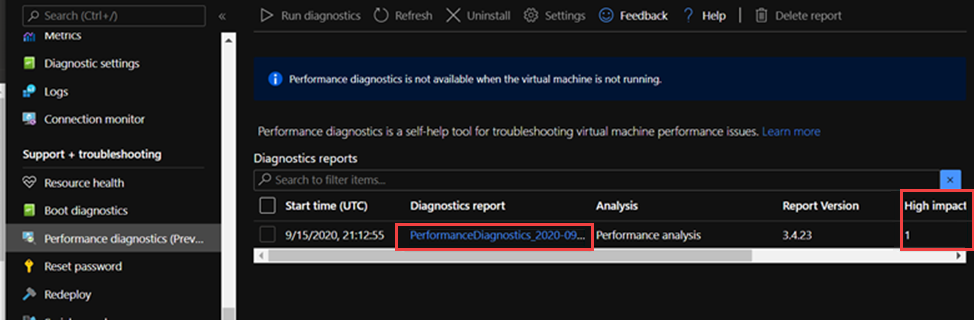 Search (Ctrl+/)
«
Run diagnostics
Refresh
Uninstall
Settings
Feedback
? Help
Delete report
Metrics
Diagnostic settings
Logs
Connection monitor
Support + troubleshooting
Resource health
Boot diagnostics
Performance diagnostics (Prev...
Reset password
Redeploy
Performance diagnostics is not available when the virtual machine is not running.
Performance diagnostics is a self-help tool for troubleshooting virtual machine performance issues. Learn more
Diagnostics reports
Search to filter items...
Start time (UTC) Diagnostics report Analysis Report Version High impact
9/15/2020, 21:12:55 PerformanceDiagnostics_2020-09... Performance analysis 3.4.23 1